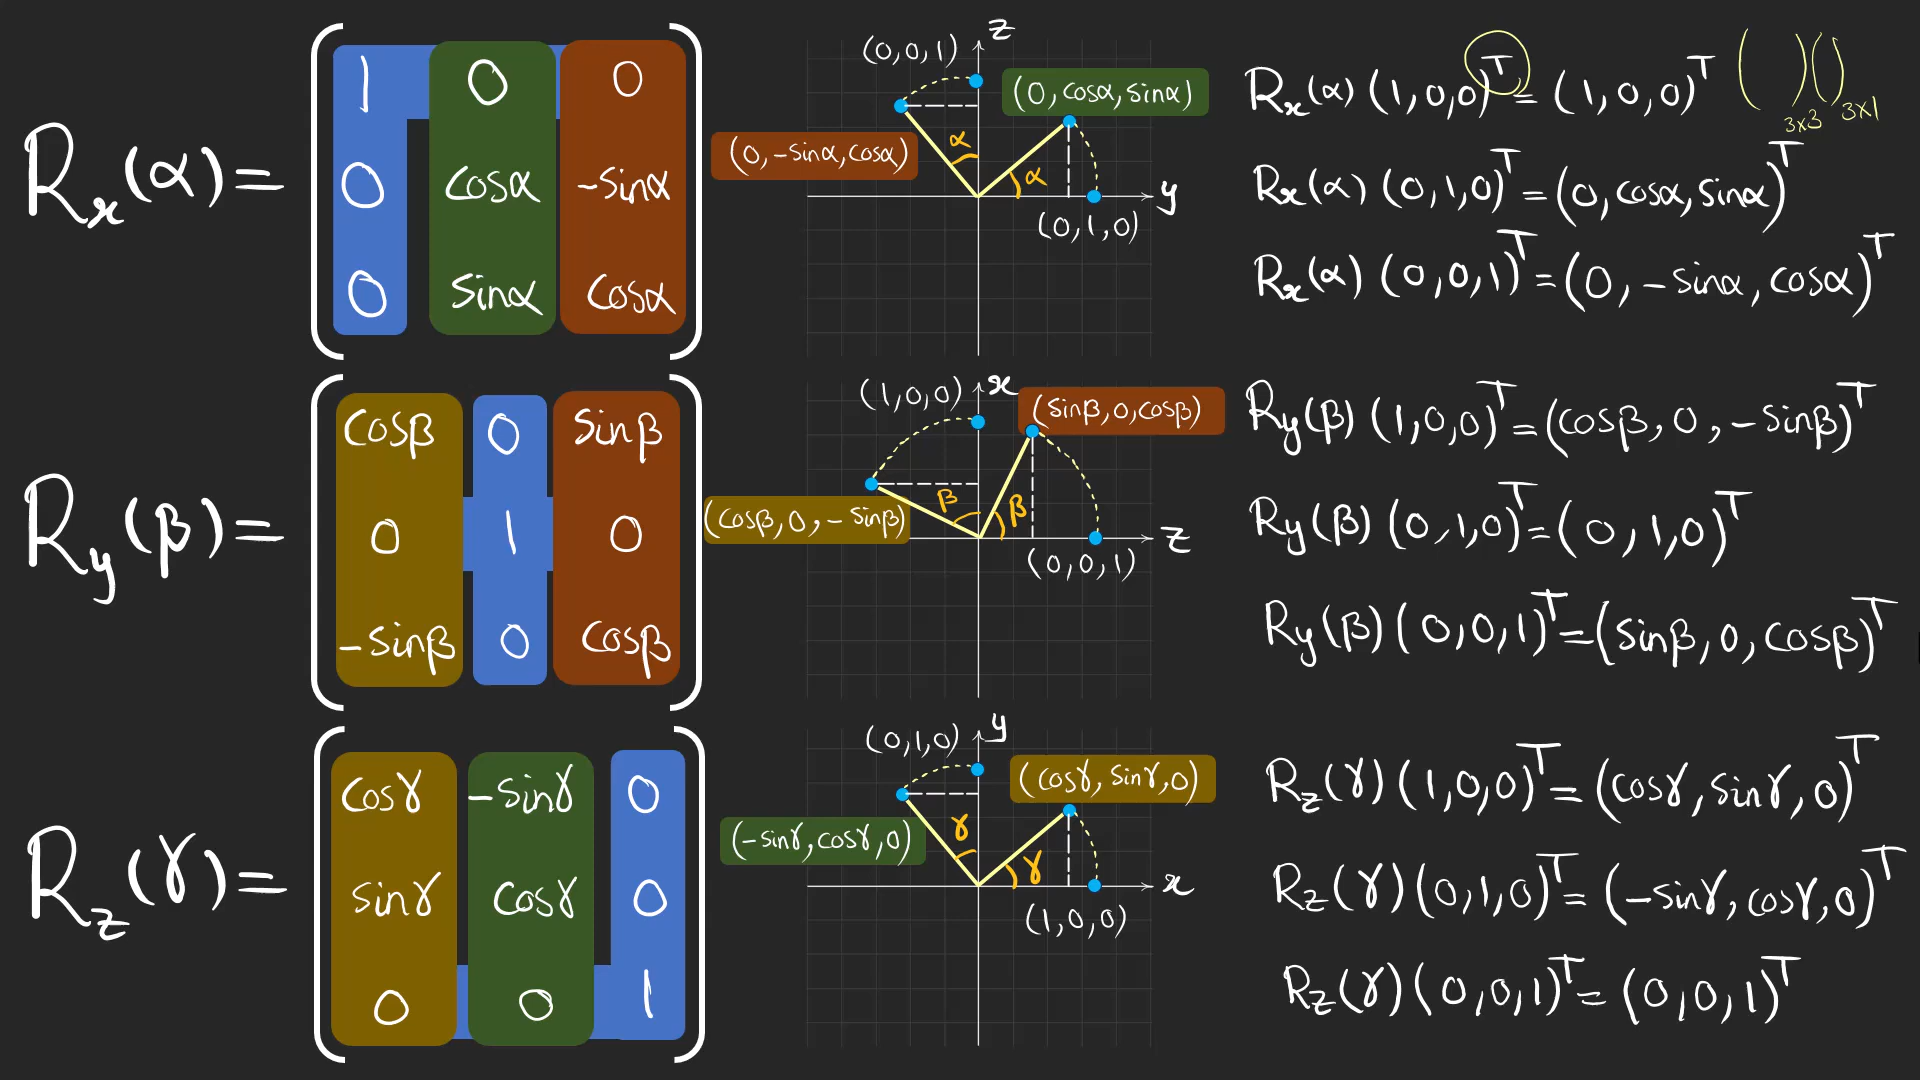 Rx(α) =
1 0 0
0 cosα -sinα
0 sinα cosα
z
(0,0,1)
(0, cosα, sinα)
(0, -sinα, cosα)
α
α
y
(0,1,0)
Rx(α) (1,0,0)ᵀ = (1,0,0)ᵀ ( )3x3 ( )3x1
Rx(α) (0,1,0)ᵀ = (0, cosα, sinα)ᵀ
Rx(α) (0,0,1)ᵀ = (0, -sinα, cosα)ᵀ
Ry(β) =
cosβ 0 sinβ
0 1 0
-sinβ 0 cosβ
(1,0,0)
x
(sinβ, 0, cosβ)
(cosβ, 0, -sinβ)
β
β
z
(0,0,1)
Ry(β) (1,0,0)ᵀ = (cosβ, 0, -sinβ)ᵀ
Ry(β) (0,1,0)ᵀ = (0,1,0)ᵀ
Ry(β) (0,0,1)ᵀ = (sinβ, 0, cosβ)ᵀ
Rz(γ) =
cosγ -sinγ 0
sinγ cosγ 0
0 0 1
(0,1,0)
y
(cosγ, sinγ, 0)
(-sinγ, cosγ, 0)
γ
γ
x
(1,0,0)
Rz(γ) (1,0,0)ᵀ = (cosγ, sinγ, 0)ᵀ
Rz(γ) (0,1,0)ᵀ = (-sinγ, cosγ, 0)ᵀ
Rz(γ) (0,0,1)ᵀ = (0,0,1)ᵀ